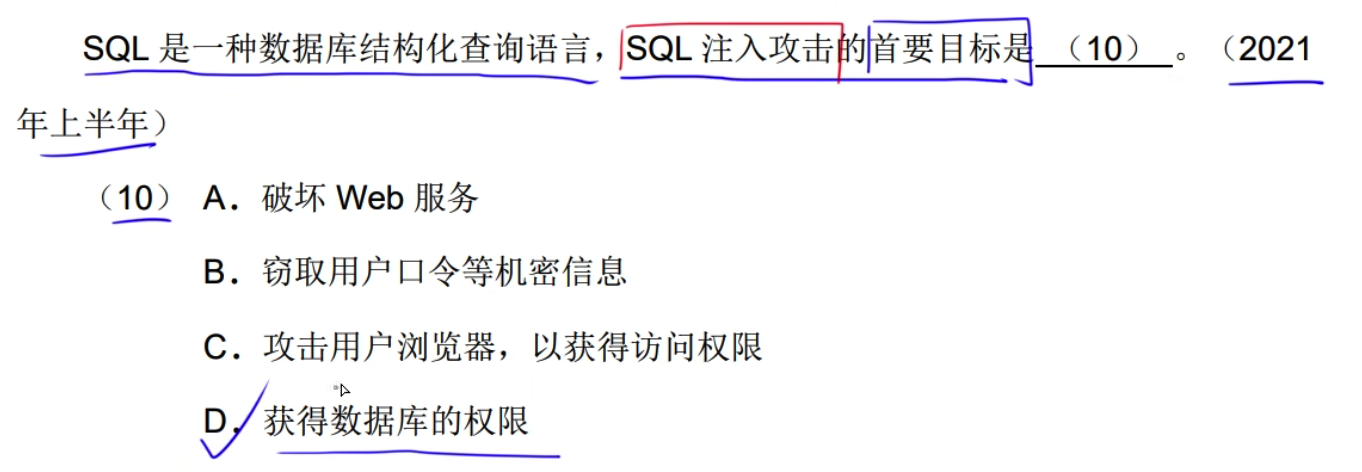 SQL 是一种数据库结构化查询语言，SQL 注入攻击的首要目标是（10）。（2021
年上半年）
（10） A．破坏 Web 服务
B．窃取用户口令等机密信息
C．攻击用户浏览器，以获得访问权限
D．获得数据库的权限